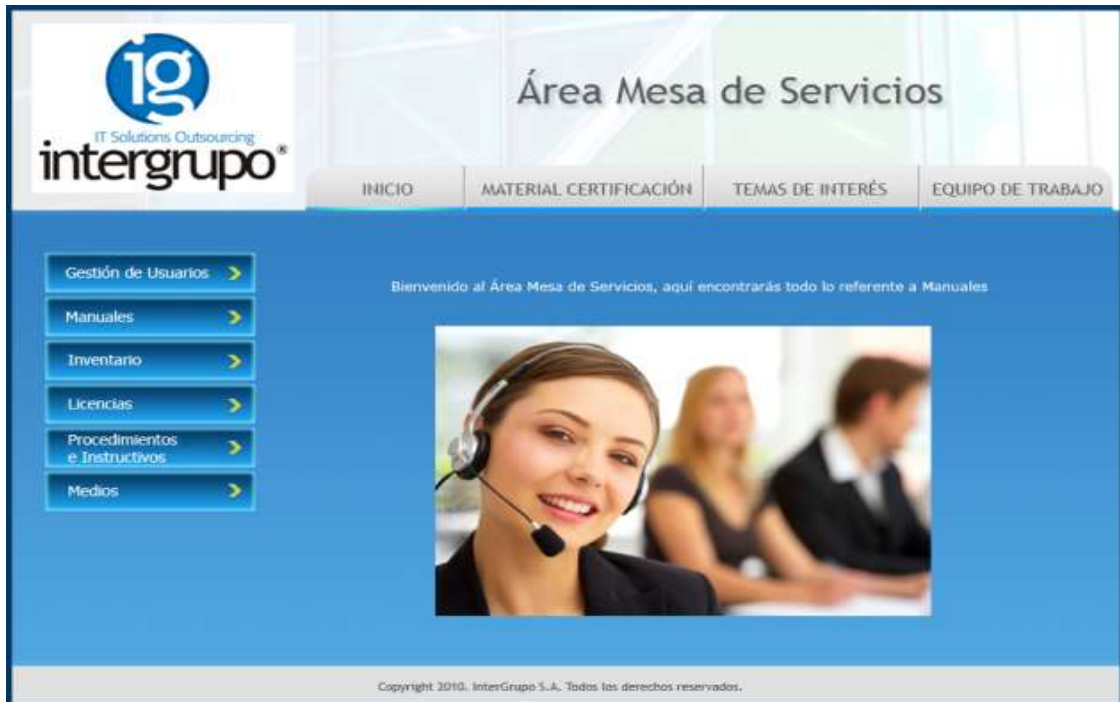 ig
IT Solutions Outsourcing
intergrupo®
Área Mesa de Servicios
INICIO
MATERIAL CERTIFICACIÓN
TEMAS DE INTERÉS
EQUIPO DE TRABAJO
Gestión de Usuarios
Manuales
Inventario
Licencias
Procedimientos
e Instructivos
Medios
Bienvenido al Área Mesa de Servicios, aquí encontrarás todo lo referente a Manuales
Copyright 2010. InterGrupo S.A. Todos los derechos reservados.